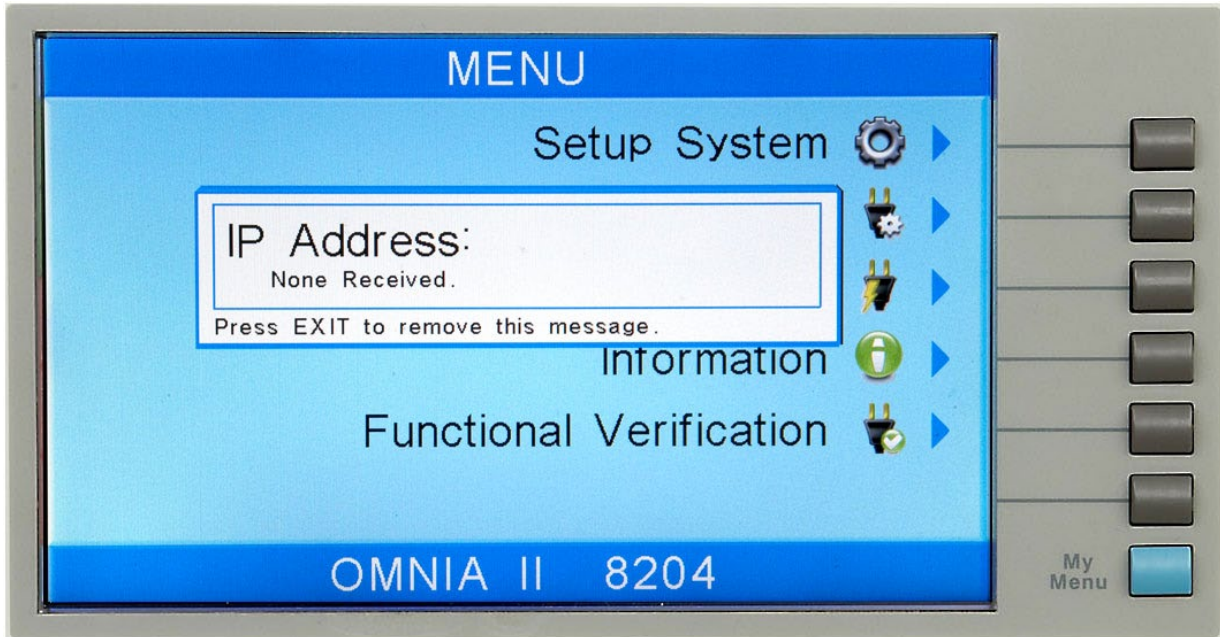 MENU
Setup System
IP Address:
None Received.
Press EXIT to remove this message.
Information
Functional Verification
OMNIA II 8204
My
Menu